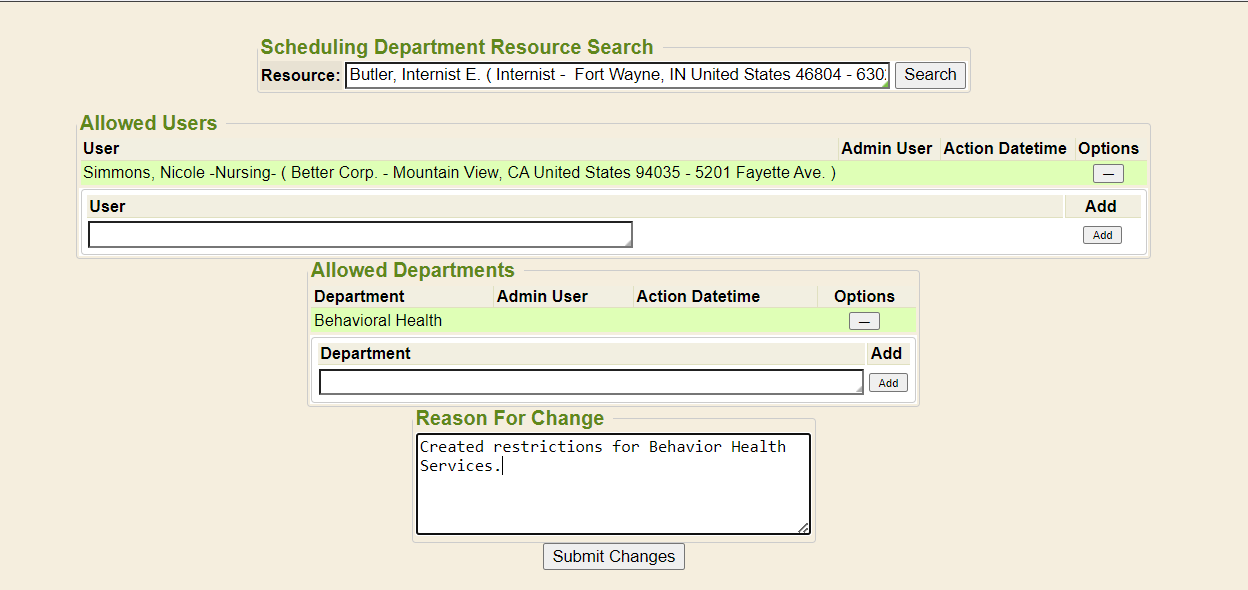 Scheduling Department Resource Search
Resource: Butler, Internist E. ( Internist - Fort Wayne, IN United States 46804 - 630 Search
Allowed Users
User Admin User Action Datetime Options
Simmons, Nicole -Nursing- ( Better Corp. - Mountain View, CA United States 94035 - 5201 Fayette Ave. ) —
User Add
Add
Allowed Departments
Department Admin User Action Datetime Options
Behavioral Health —
Department Add
Add
Reason For Change
Created restrictions for Behavior Health
Services.
Submit Changes